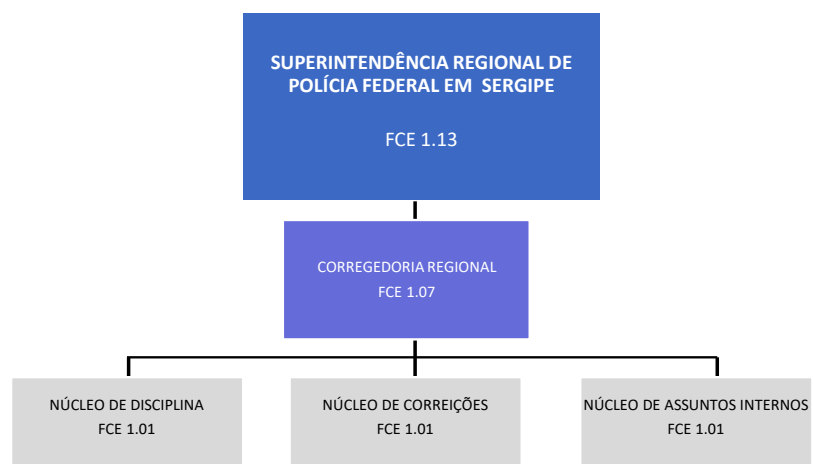 SUPERINTENDÊNCIA REGIONAL DE
POLÍCIA FEDERAL EM SERGIPE
FCE 1.13
CORREGEDORIA REGIONAL
FCE 1.07
NÚCLEO DE DISCIPLINA
FCE 1.01
NÚCLEO DE CORREIÇÕES
FCE 1.01
NÚCLEO DE ASSUNTOS INTERNOS
FCE 1.01